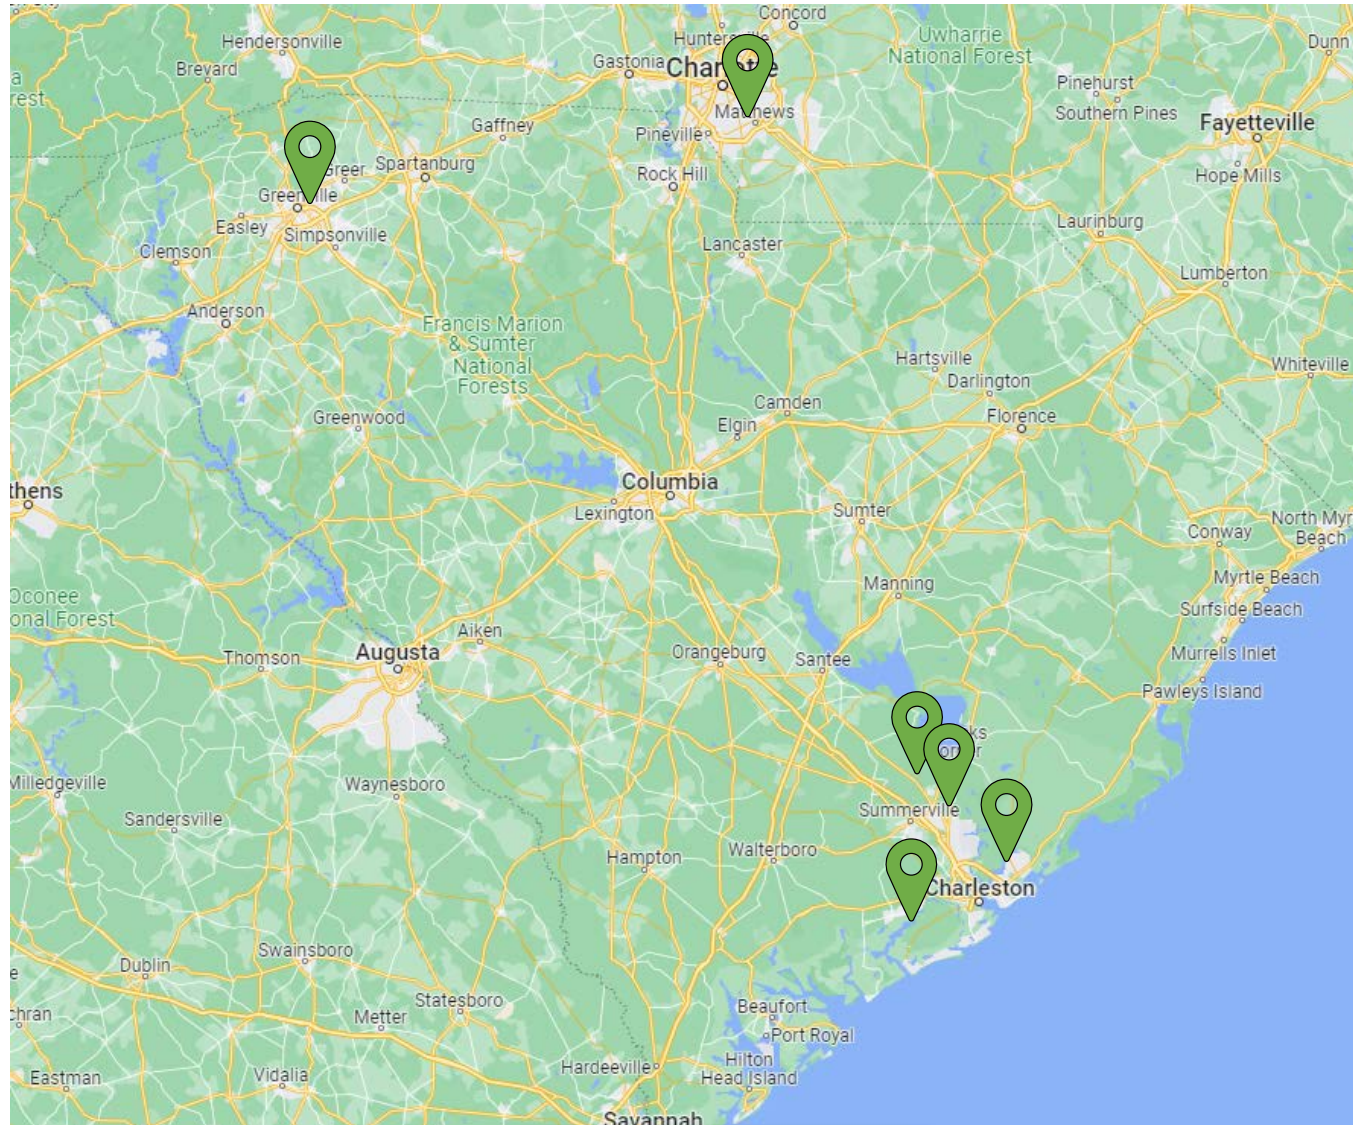 Concord
Hendersonville
Huntersville
Uwharrie
National Forest
Dunn
Brevard
Gastonia
Charlotte
Pinehurst
Southern Pines
Matthews
Fayetteville
Gaffney
Pineville
Hope Mills
Greer
Spartanburg
Rock Hill
Greenville
Easley
Simpsonville
Laurinburg
Clemson
Lancaster
Lumberton
Anderson
Francis Marion
& Sumter
National
Forests
Hartsville
Darlington
Whiteville
Greenwood
Camden
Florence
Elgin
thens
Columbia
Lexington
Sumter
Conway
North Myr
Beach
Manning
Myrtle Beach
Oconee
onal Forest
Surfside Beach
Aiken
Augusta
Thomson
Orangeburg
Santee
Murrells Inlet
Pawleys Island
ks
Milledgeville
Waynesboro
Sandersville
Summerville
Hampton
Walterboro
Charleston
Swainsboro
Dublin
Statesboro
Beaufort
chran
Metter
Port Royal
Hardeeville
Hilton
Head Island
Eastman
Vidalia
Savannah